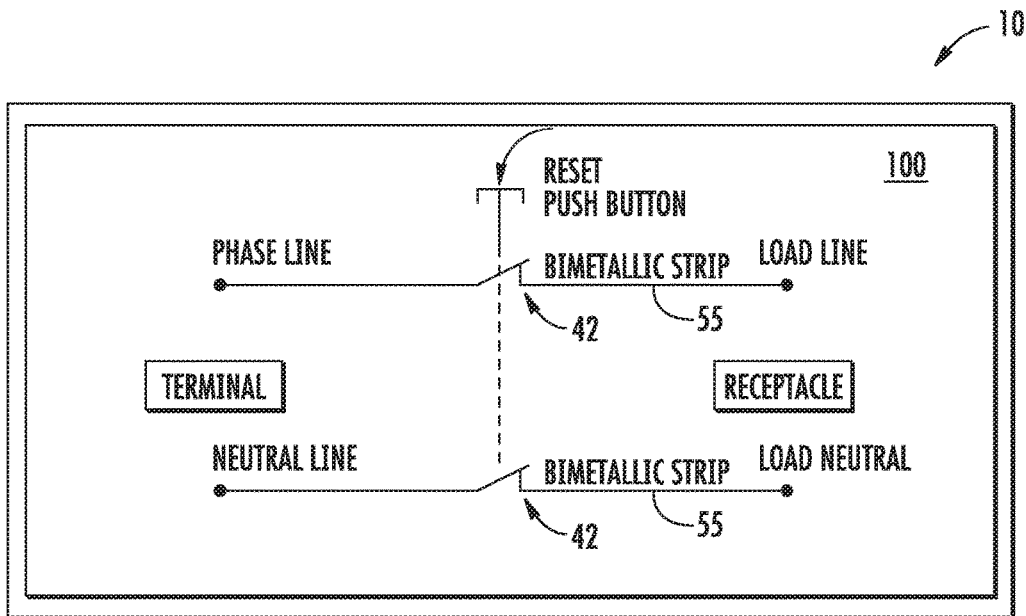 10
100
RESET
PUSH BUTTON
PHASE LINE
BIMETALLIC STRIP
LOAD LINE
42
55
TERMINAL
RECEPTACLE
NEUTRAL LINE
BIMETALLIC STRIP
LOAD NEUTRAL
42
55